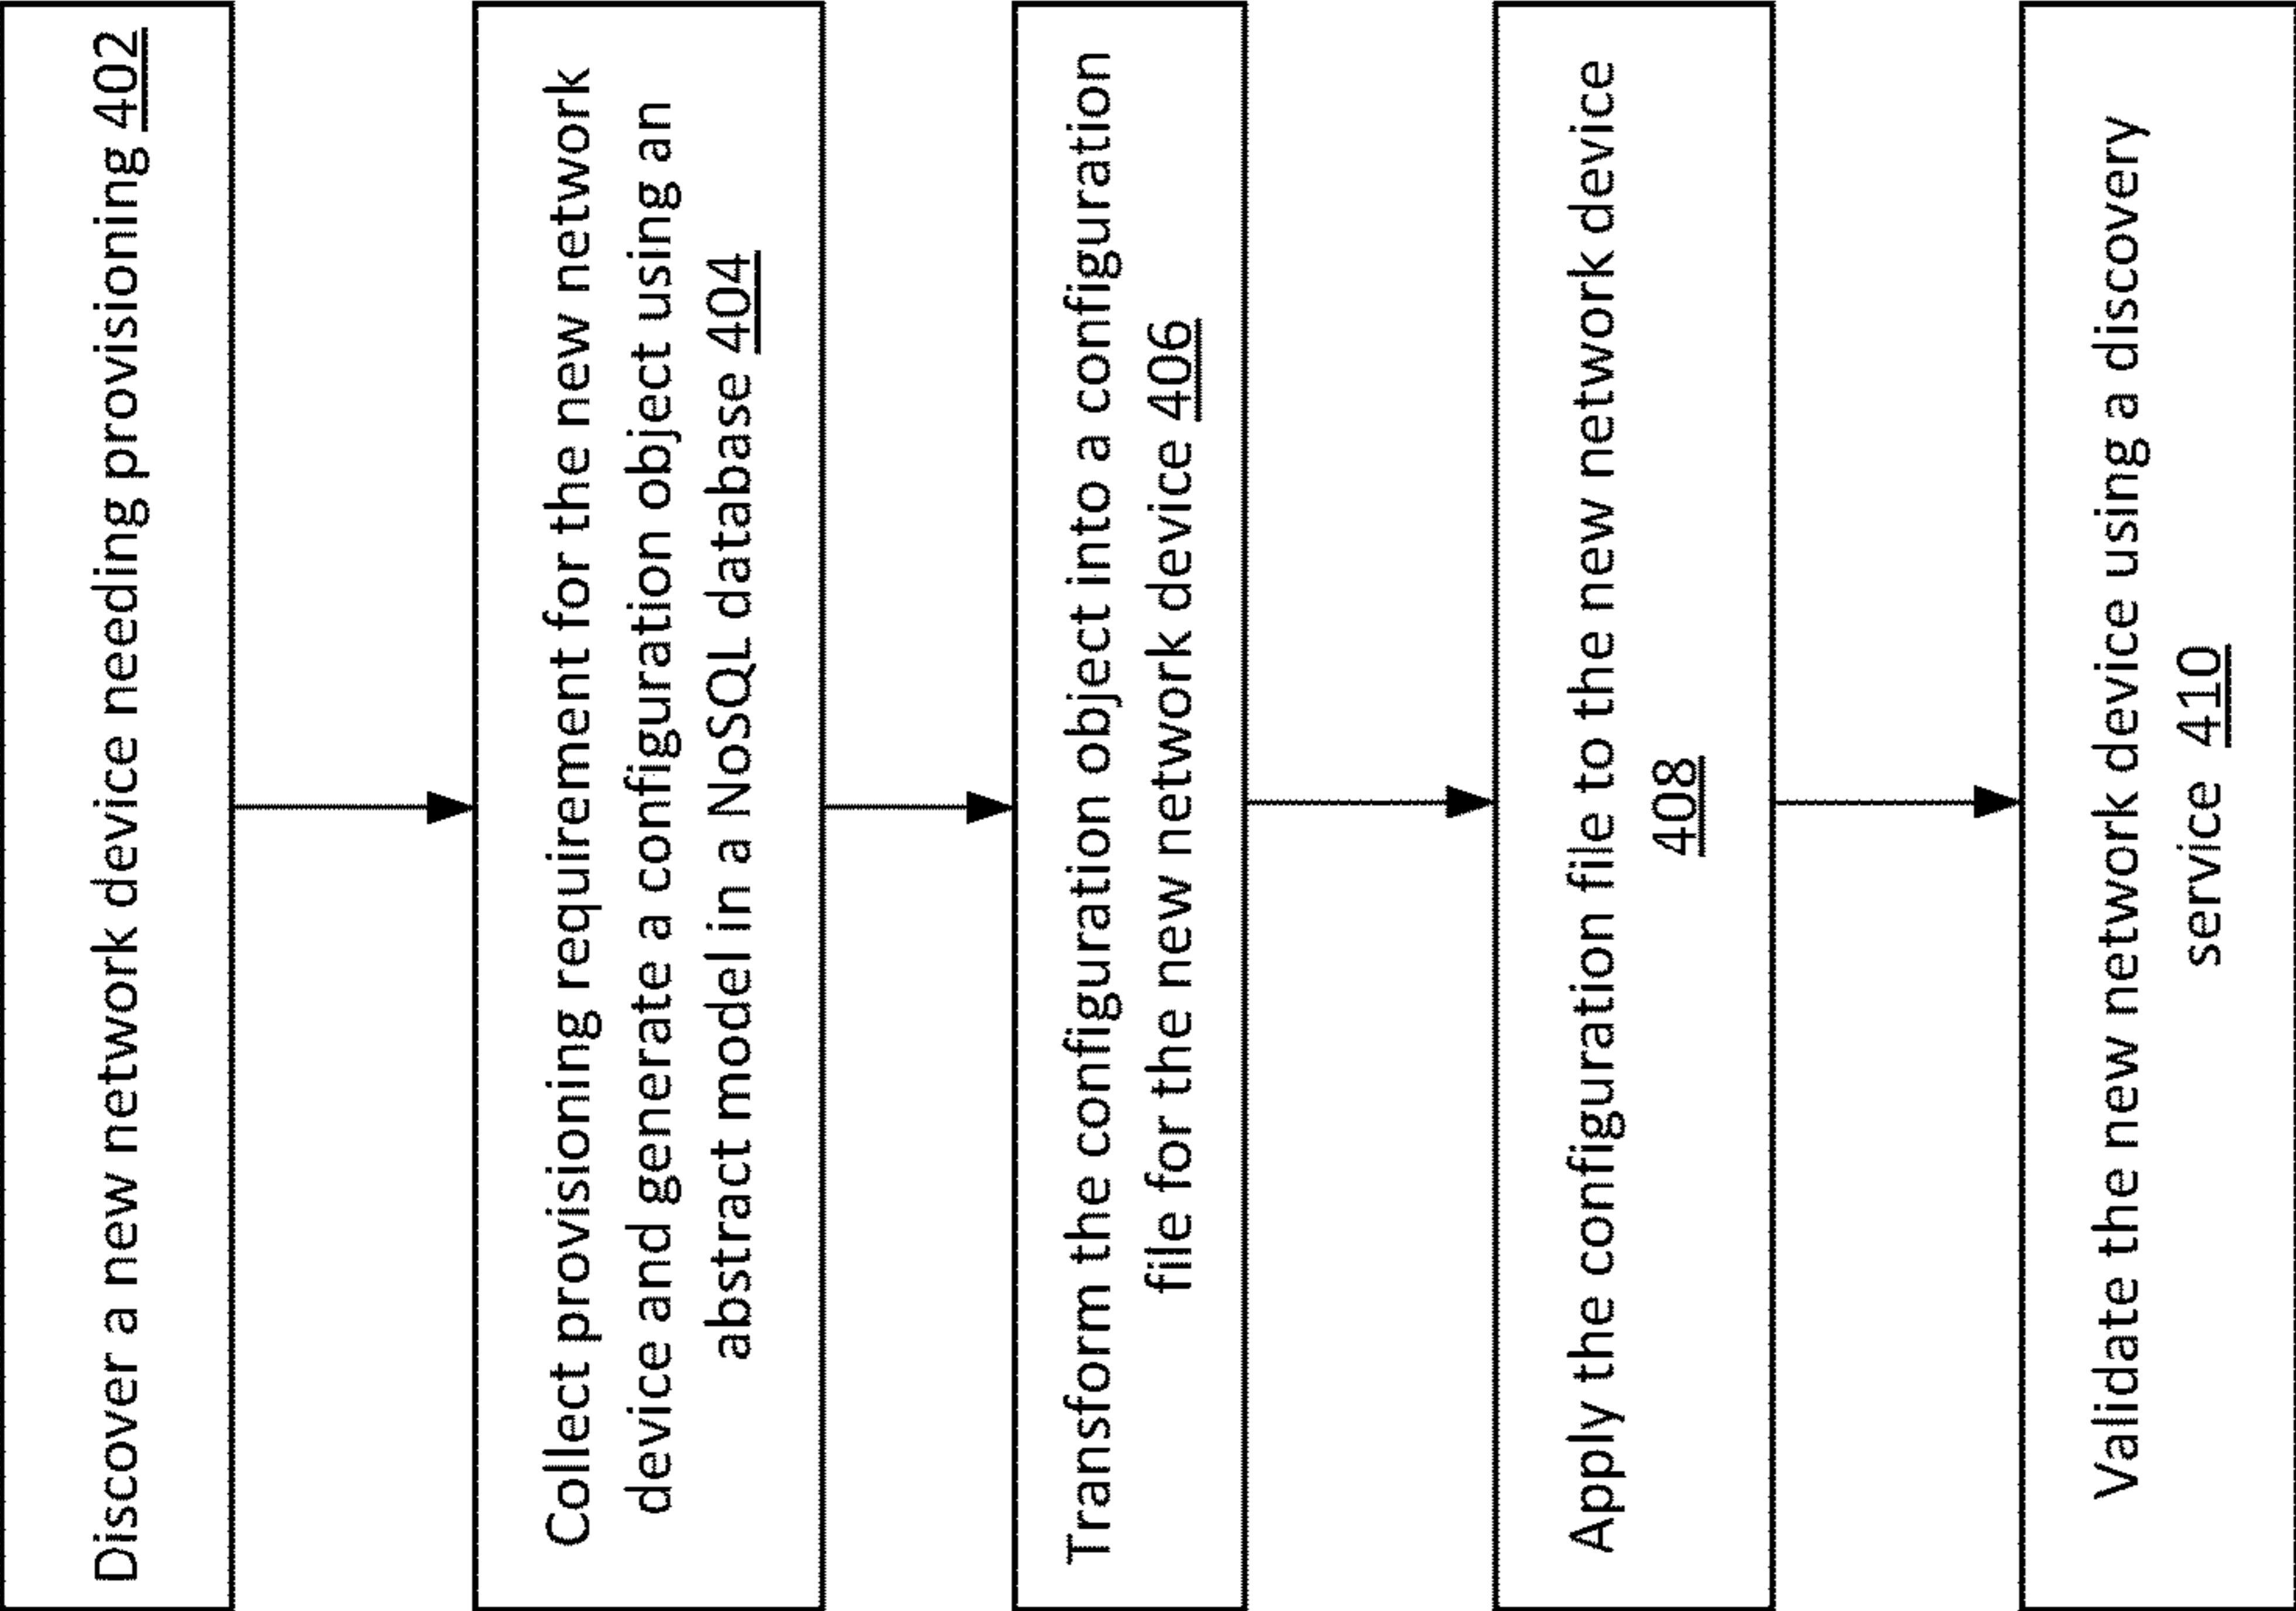 Discover a new network device needing provisioning 402
Collect provisioning requirement for the new network
device and generate a configuration object using an
abstract model in a NoSQL database 404
Transform the configuration object into a configuration
file for the new network device 406
Apply the configuration file to the new network device
408
Validate the new network device using a discovery
service 410